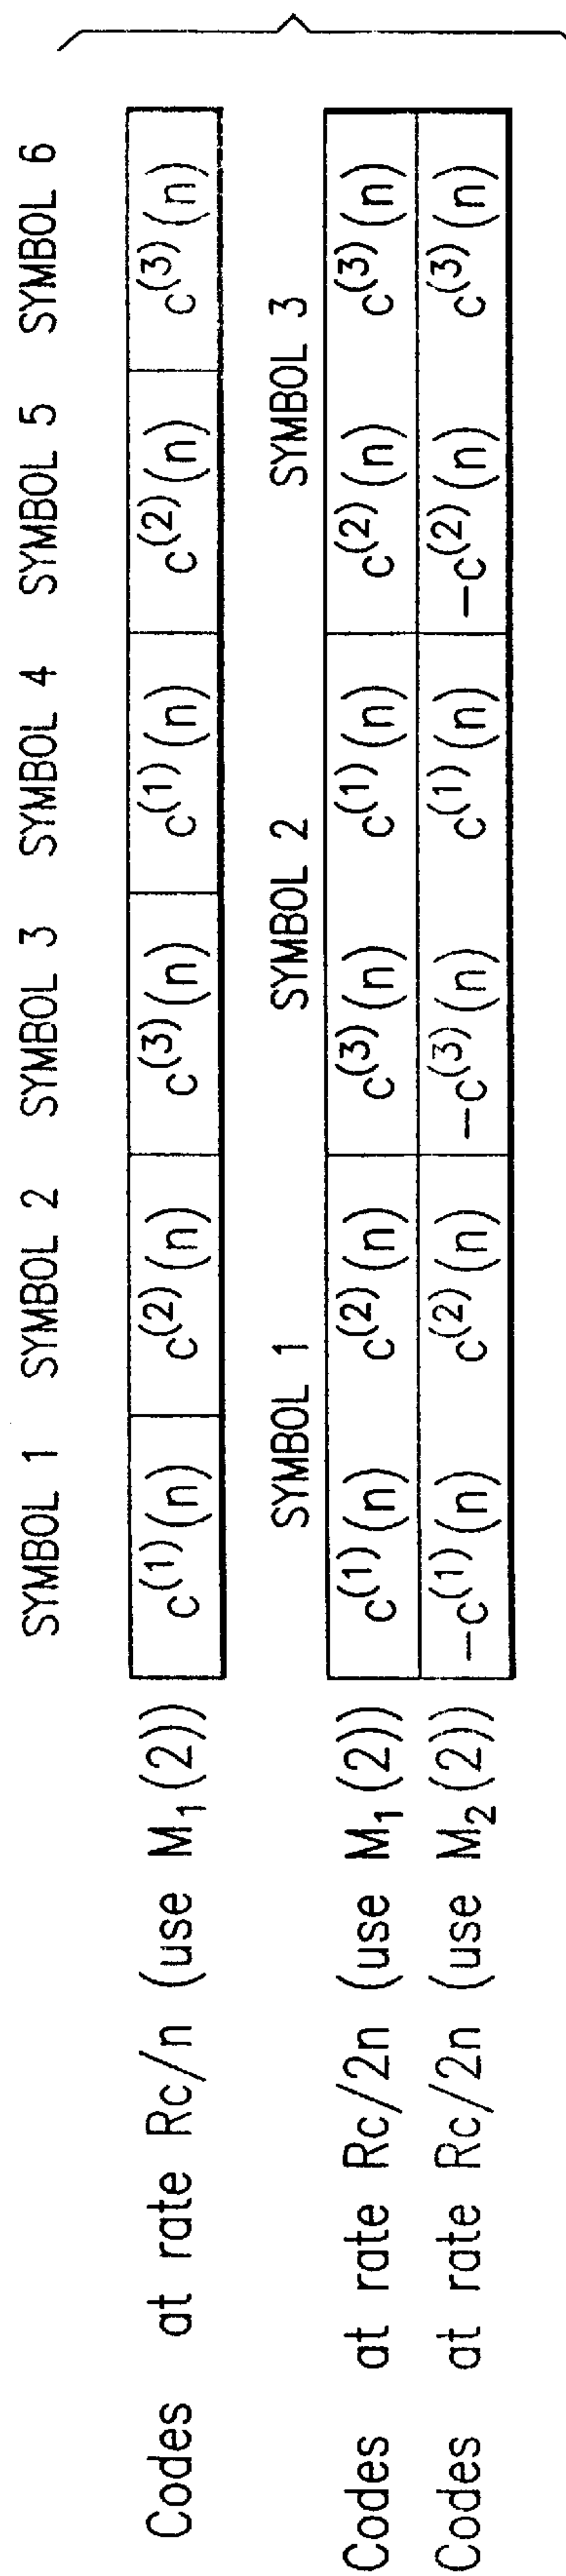 SYMBOL 1 SYMBOL 2 SYMBOL 3 SYMBOL 4 SYMBOL 5 SYMBOL 6
Codes at rate Rc/n (use M₁(2)) c⁽¹⁾(n) c⁽²⁾(n) c⁽³⁾(n) c⁽¹⁾(n) c⁽²⁾(n) c⁽³⁾(n)
SYMBOL 1 SYMBOL 2 SYMBOL 3
Codes at rate Rc/2n (use M₁(2)) c⁽¹⁾(n) c⁽²⁾(n) c⁽³⁾(n) c⁽¹⁾(n) c⁽²⁾(n) c⁽³⁾(n)
Codes at rate Rc/2n (use M₂(2)) –c⁽¹⁾(n) c⁽²⁾(n) –c⁽³⁾(n) c⁽¹⁾(n) –c⁽²⁾(n) c⁽³⁾(n)